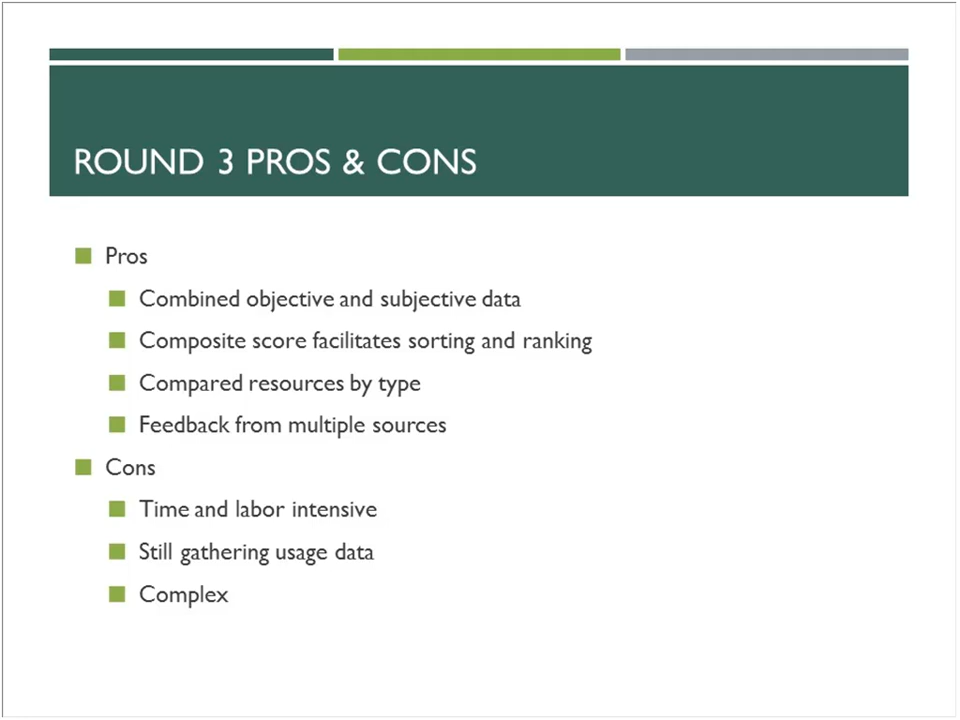 ROUND 3 PROS & CONS
Pros
Combined objective and subjective data
Composite score facilitates sorting and ranking
Compared resources by type
Feedback from multiple sources
Cons
Time and labor intensive
Still gathering usage data
Complex